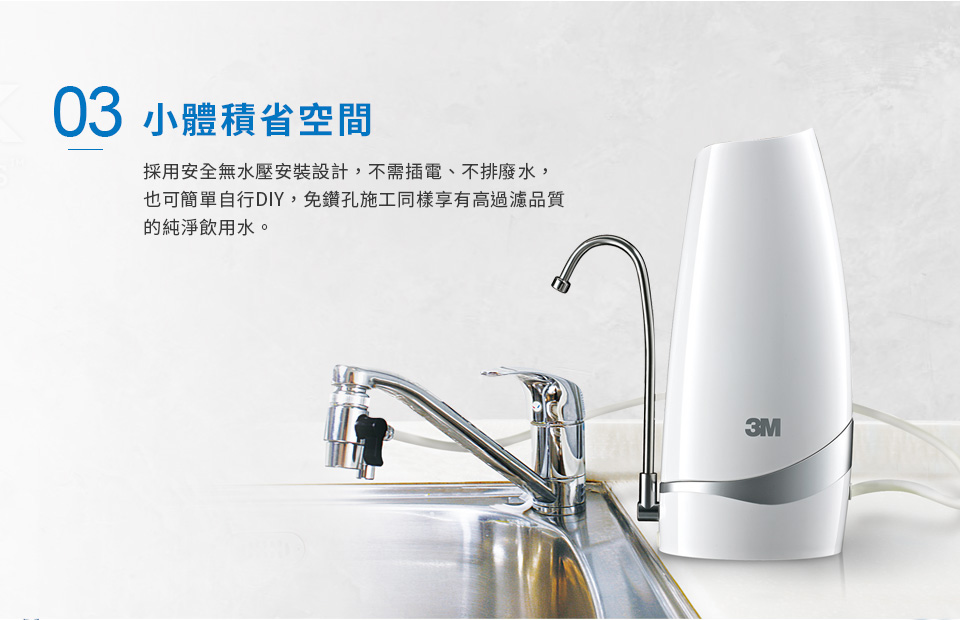 03 小體積省空間
採用安全無水壓安裝設計，不需插電、不排廢水，
也可簡單自行DIY，免鑽孔施工同樣享有高過濾品質
的純淨飲用水。
3M